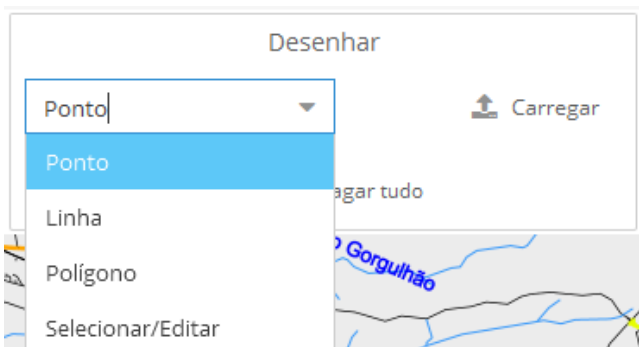 Desenhar
Ponto
Carregar
Ponto
agar tudo
Linha
Gorgulhão
Polígono
Selecionar/Editar